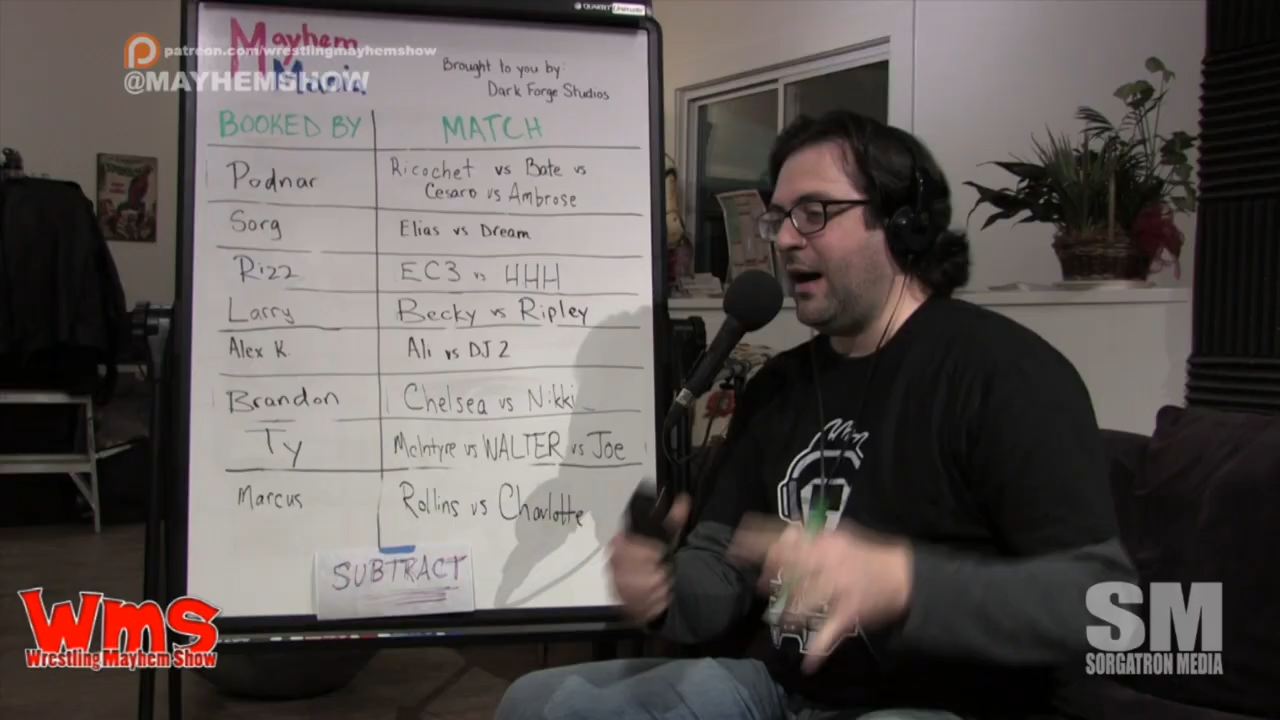 QUARTET
patreon.com/wrestlingmayhemshow
@MAYHEMSHOW
Mayhem
Mania
Brought to you by:
Dark Forge Studios
BOOKED BY
MATCH
Podnar
Ricochet vs Bate vs
Cesaro vs Ambrose
Sorg
Elias vs Dream
Rizz
EC3 vs HHH
Larry
Becky vs Ripley
Alex K.
Ali vs DJ2
Brandon
Chelsea vs Nikki
Ty
McIntyre vs WALTER vs Joe
Marcus
Rollins vs Charlotte
SUBTRACT
WMS
Wrestling Mayhem Show
SM
SORGATRON MEDIA